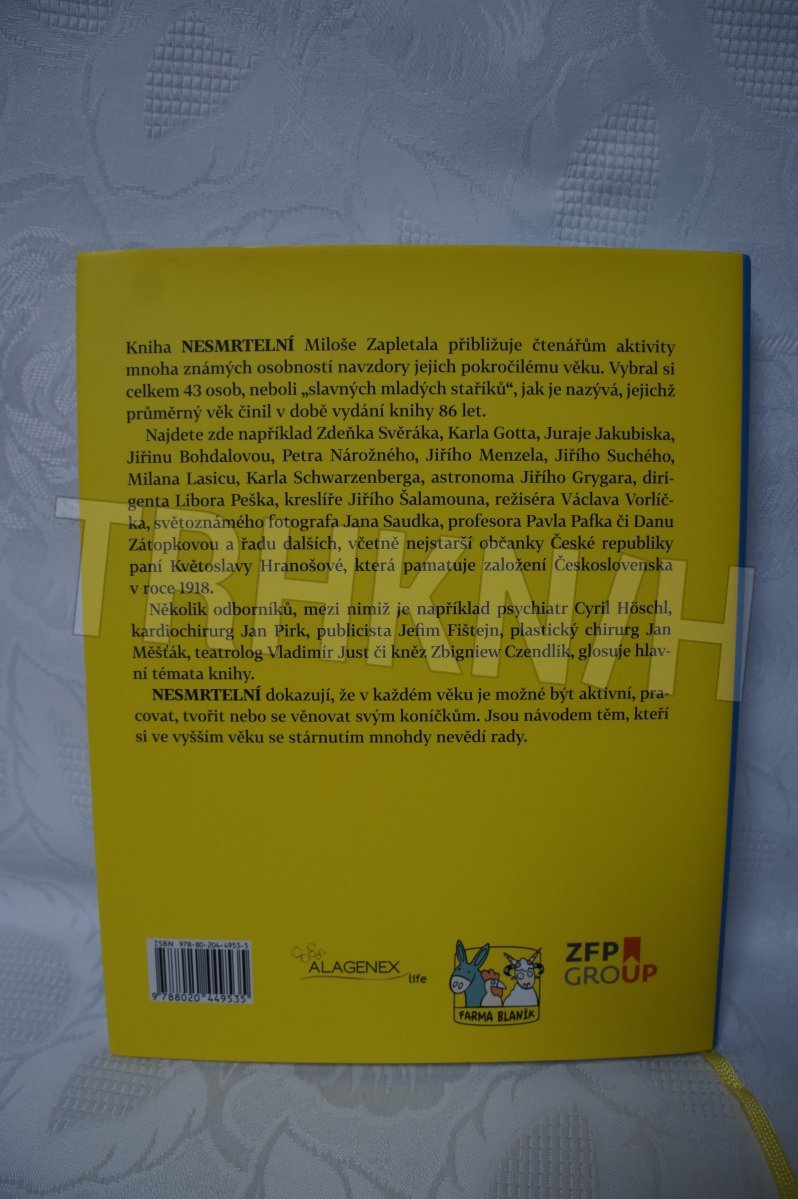 Kniha NESMRTELNÍ Miloše Zapletala přibližuje čtenářům aktivity
mnoha známých osobností navzdory jejich pokročilému věku. Vybral si
celkem 43 osob, neboli „slavných mladých staříků“, jak je nazývá, jejichž
průměrný věk činil v době vydání knihy 86 let.
Najdete zde například Zdeňka Svěráka, Karla Gotta, Juraje Jakubiska,
Jiřinu Bohdalovou, Petra Nárožného, Jiřího Menzela, Jiřího Suchého,
Milana Lasicu, Karla Schwarzenberga, astronoma Jiřího Grygara, diri-
genta Libora Peška, kreslíře Jiřího Šalamouna, režiséra Václava Vorlíč-
ka, světoznámého fotografa Jana Saudka, profesora Pavla Pafka či Danu
Zátopkovou a řadu dalších, včetně nejstarší občanky České republiky
paní Květoslavy Hranošové, která pamatuje založení Československa
v roce 1918.
Několik odborníků, mezi nimiž je například psychiatr Cyril Höschl,
kardiochirurg Jan Pirk, publicista Jefim Fištejn, plastický chirurg Jan
Měšťák, teatrolog Vladimír Just či kněz Zbigniew Czendlik, glosuje hlav-
ní témata knihy.
NESMRTELNÍ dokazují, že v každém věku je možné být aktivní, pra-
covat, tvořit nebo se věnovat svým koníčkům. Jsou návodem těm, kteří
si ve vyšším věku se stárnutím mnohdy nevědí rady.
TRHKNIH
ISBN 978-80-204-4953-5
9 788020 449535
ALAGENEX
life
FARMA BLANÍK
ZFP
GROUP